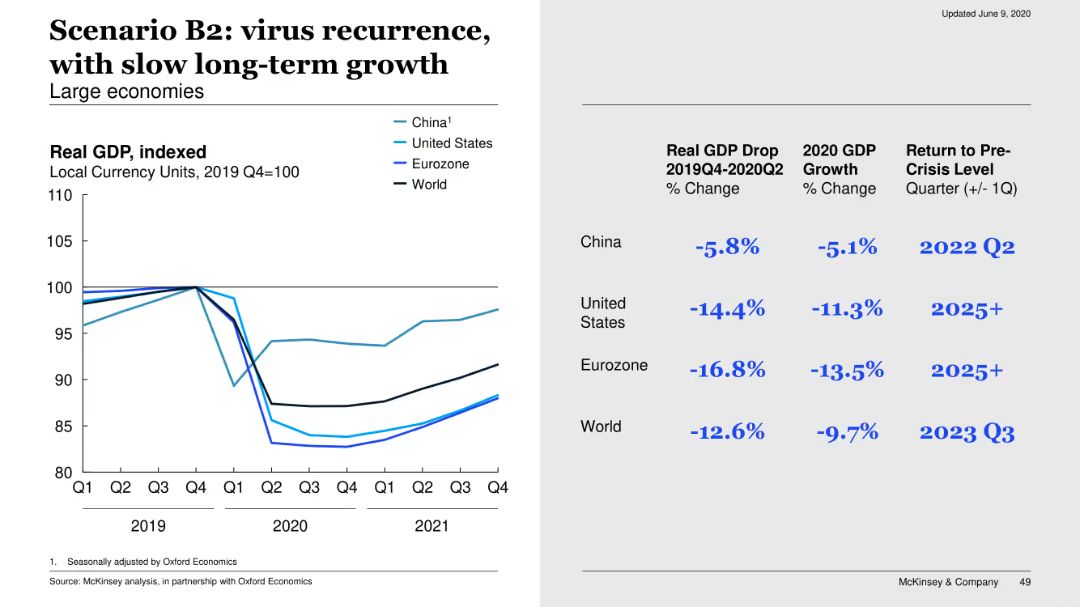 Updated June 9, 2020
Scenario B2: virus recurrence,
with slow long-term growth
Large economies
China¹
United States
Eurozone
World
Real GDP, indexed
Local Currency Units, 2019 Q4=100
110
105
100
95
90
85
80
Q1 Q2 Q3 Q4 Q1 Q2 Q3 Q4 Q1 Q2 Q3 Q4
2019 2020 2021
Real GDP Drop 2020 GDP Return to Pre-
2019Q4-2020Q2 Growth Crisis Level
% Change % Change Quarter (+/- 1Q)
China -5.8% -5.1% 2022 Q2
United
States -14.4% -11.3% 2025+
Eurozone -16.8% -13.5% 2025+
World -12.6% -9.7% 2023 Q3
1. Seasonally adjusted by Oxford Economics
Source: McKinsey analysis, in partnership with Oxford Economics
McKinsey & Company 49